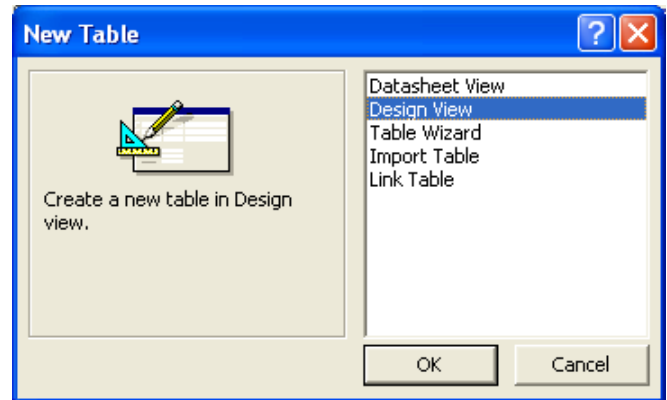 New Table
Create a new table in Design
view.
Datasheet View
Design View
Table Wizard
Import Table
Link Table
OK
Cancel